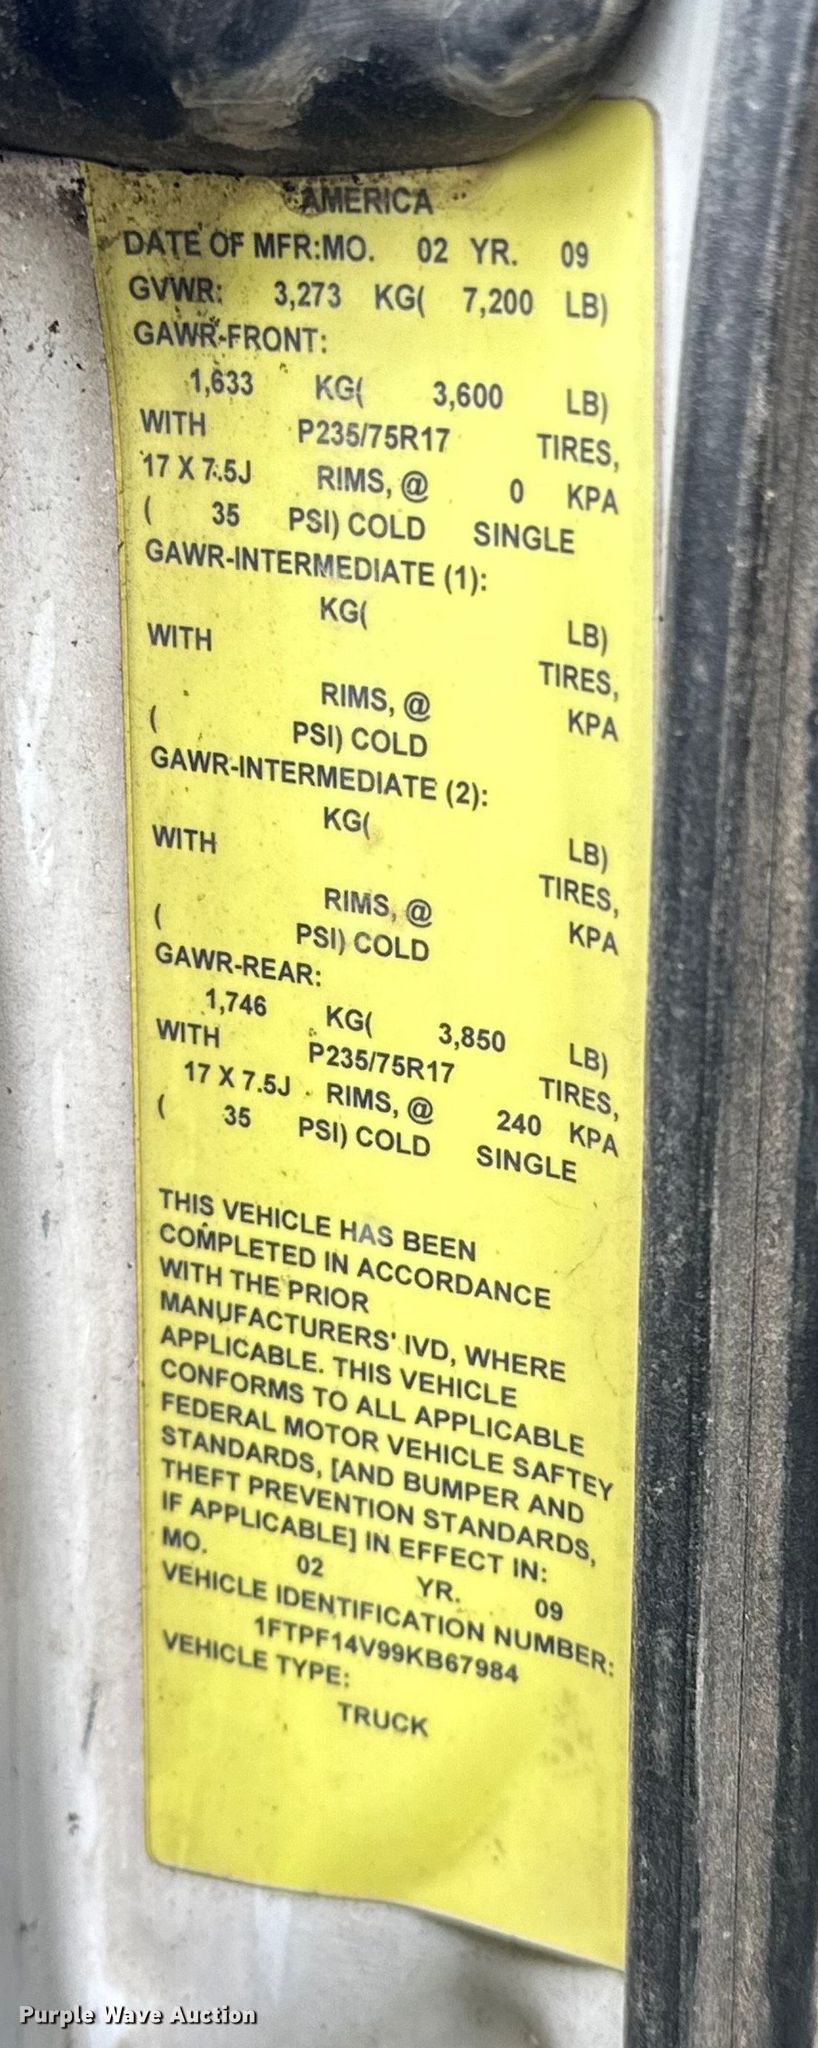 AMERICA
DATE OF MFR:MO. 02 YR. 09
GVWR: 3,273 KG( 7,200 LB)
GAWR-FRONT:
1,633 KG( 3,600 LB)
WITH P235/75R17 TIRES,
17 X 7.5J RIMS, @ 0 KPA
( 35 PSI) COLD SINGLE
GAWR-INTERMEDIATE (1):
KG( LB)
WITH TIRES,
RIMS, @ KPA
( PSI) COLD
GAWR-INTERMEDIATE (2):
KG( LB)
WITH TIRES,
RIMS, @ KPA
( PSI) COLD
GAWR-REAR:
1,746 KG( 3,850 LB)
WITH P235/75R17 TIRES,
17 X 7.5J RIMS, @ 240 KPA
( 35 PSI) COLD SINGLE
THIS VEHICLE HAS BEEN
COMPLETED IN ACCORDANCE
WITH THE PRIOR
MANUFACTURERS' IVD, WHERE
APPLICABLE. THIS VEHICLE
CONFORMS TO ALL APPLICABLE
FEDERAL MOTOR VEHICLE SAFTEY
STANDARDS, [AND BUMPER AND
THEFT PREVENTION STANDARDS,
IF APPLICABLE] IN EFFECT IN:
MO. 02 YR. 09
VEHICLE IDENTIFICATION NUMBER:
1FTPF14V99KB67984
VEHICLE TYPE:
TRUCK
Purple Wave Auction